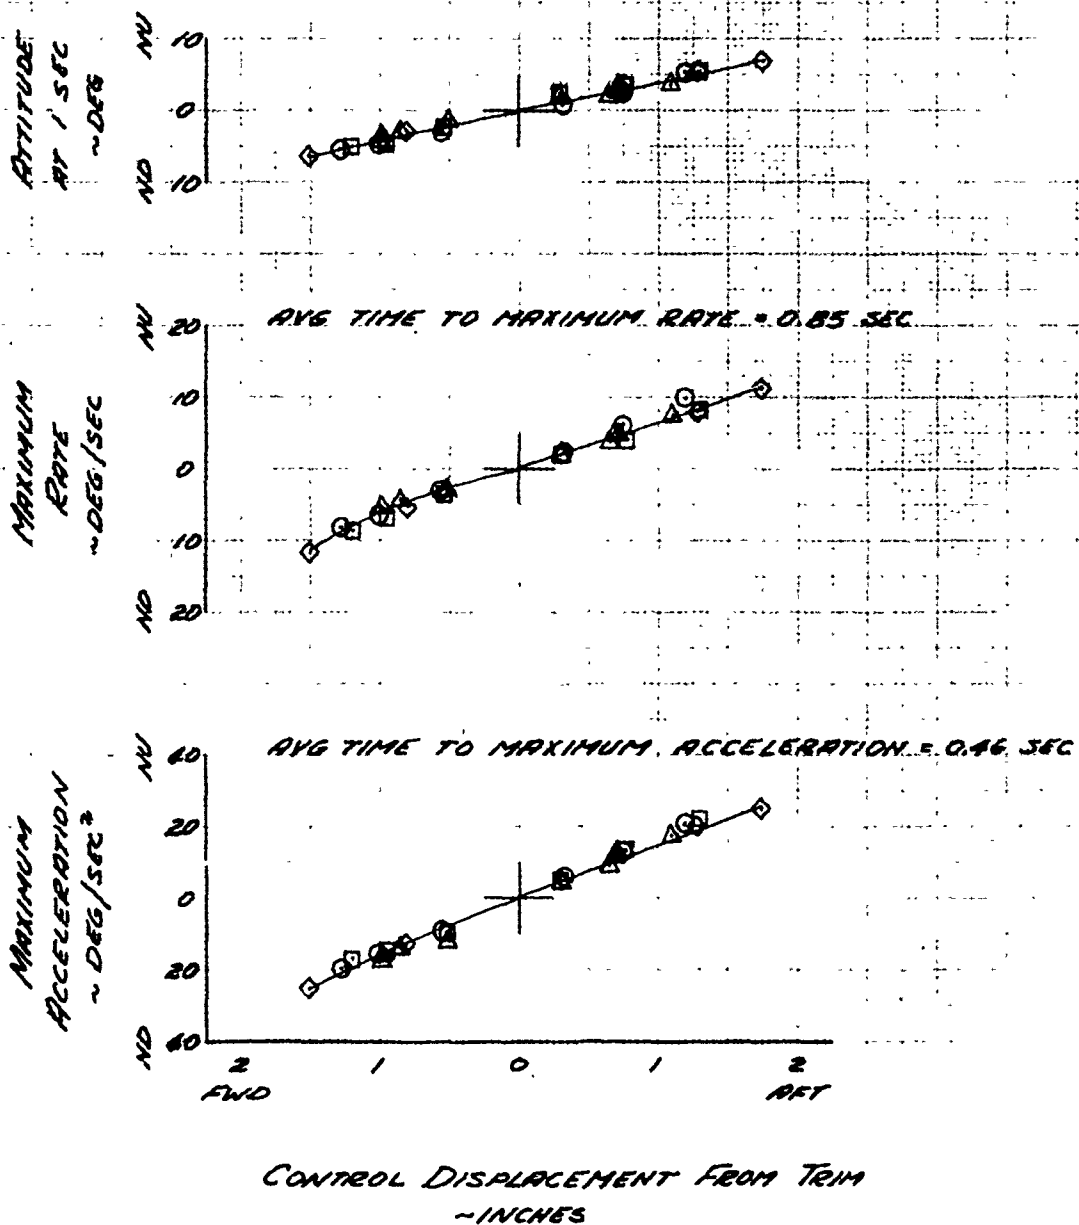 ATTITUDE
AT 1 SEC
~DEG
NU
10
0
10
ND
AVG TIME TO MAXIMUM RATE = 0.85 SEC
MAXIMUM
RATE
~DEG/SEC
NU
20
10
0
10
20
ND
AVG TIME TO MAXIMUM ACCELERATION = 0.46 SEC
MAXIMUM
ACCELERATION
~ DEG/SEC²
NU
40
20
0
20
40
ND
2 1 0 1 2
FWD AFT
CONTROL DISPLACEMENT FROM TRIM
~INCHES